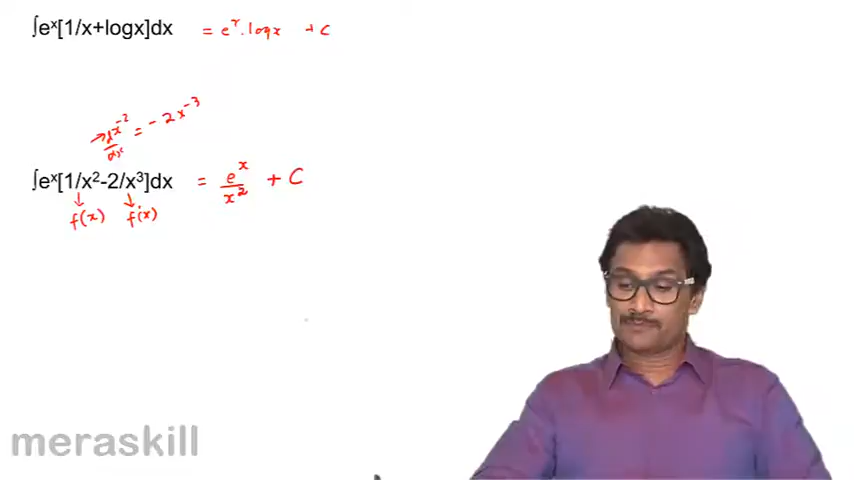 ∫eˣ[1/x+logx]dx = eˣ.logx + C
→ d/dx x⁻² = -2x⁻³
∫eˣ[1/x²-2/x³]dx = eˣ/x² + C
↓ ↓
f(x) f'(x)
meraskill